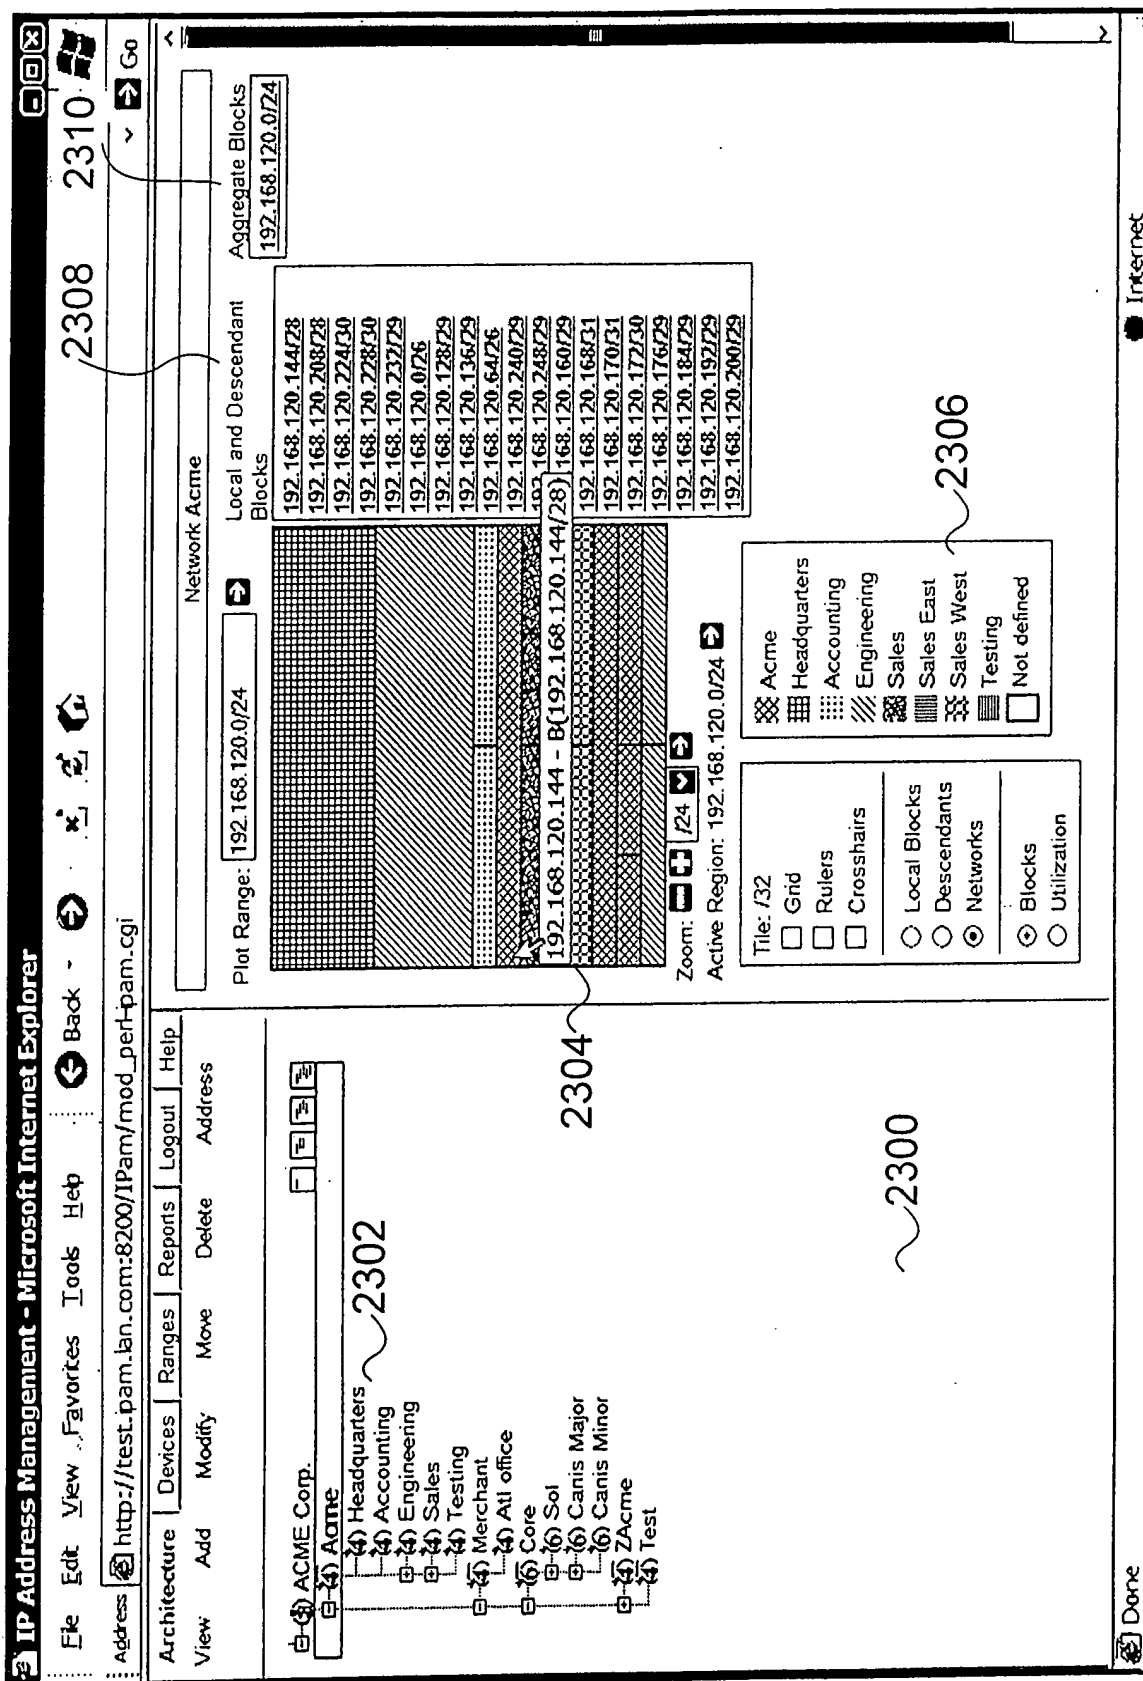 IP Address Management - Microsoft Internet Explorer
File Edit View Favorites Tools Help
Back
2308
2310
Address http://test.ipam.lan.com:8200/IPam/mod_perl-pam.cgi
Go
Architecture Devices Ranges Reports Logout Help
View Add Modify Move Delete Address
ACME Corp.
(4) Acme
(4) Headquarters
(4) Accounting
(4) Engineering
(4) Sales
(4) Testing
(4) Merchant
(4) Atl office
(6) Core
(6) Sol
(6) Canis Major
(6) Canis Minor
(4) ZAcme
(4) Test
2302
2300
Network Acme
Plot Range: 192.168.120.0/24
Local and Descendant
Blocks
192.168.120.144/28
192.168.120.208/28
192.168.120.224/30
192.168.120.228/30
192.168.120.232/29
192.168.120.0/26
192.168.120.128/29
192.168.120.136/29
192.168.120.64/26
192.168.120.240/29
192.168.120.248/29
168.120.160/29
192.168.120.168/31
192.168.120.170/31
192.168.120.172/30
192.168.120.176/29
192.168.120.184/29
192.168.120.192/29
192.168.120.200/29
Aggregate Blocks
192.168.120.0/24
192.168.120.144 - B(192.168.120.144/28)
2304
Zoom: /24
Active Region: 192.168.120.0/24
Tile: /32
Grid
Rulers
Crosshairs
Local Blocks
Descendants
Networks
Blocks
Utilization
Acme
Headquarters
Accounting
Engineering
Sales
Sales East
Sales West
Testing
Not defined
2306
Done
Internet